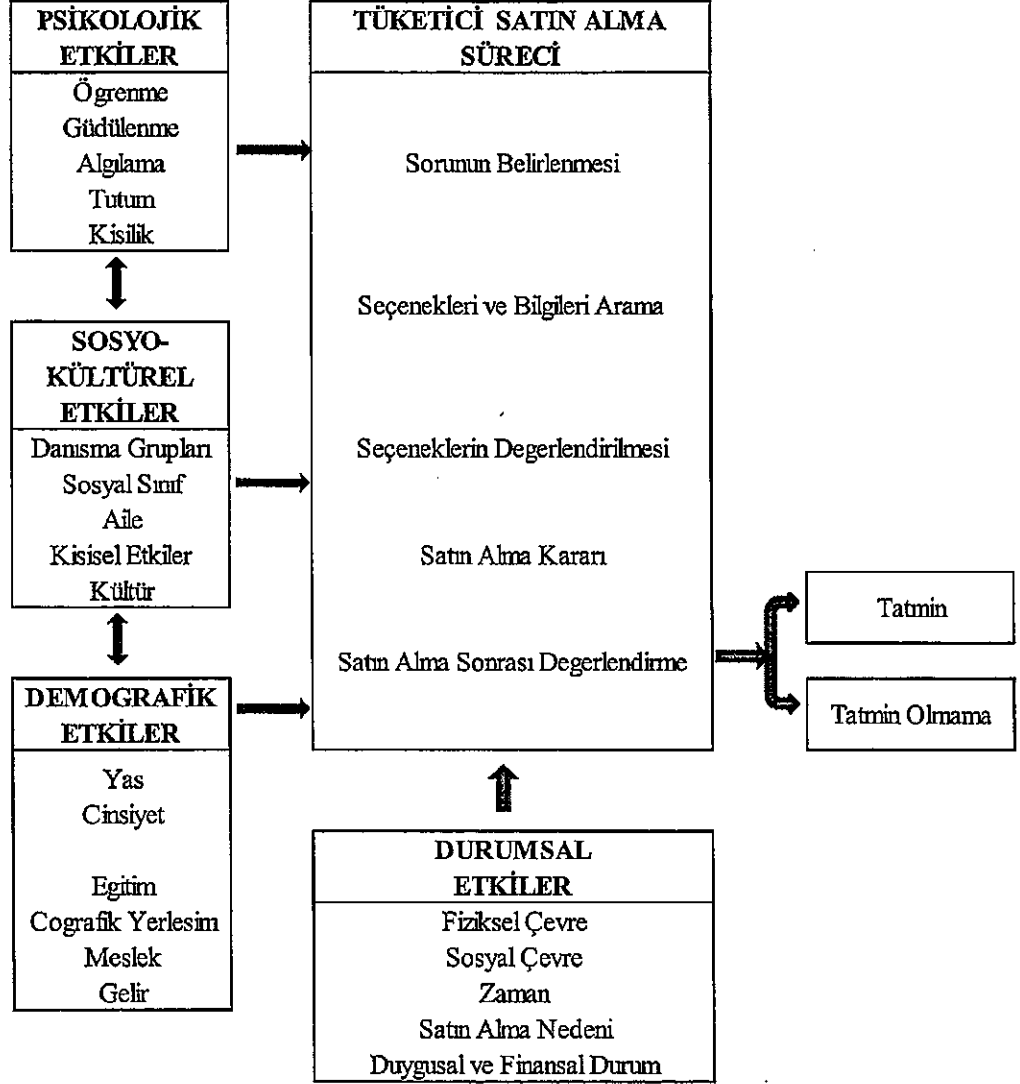 PSİKOLOJİK
ETKİLER
Ögrenme
Güdülenme
Algılama
Tutum
Kisilik
SOSYO-
KÜLTÜREL
ETKİLER
Danısma Grupları
Sosyal Sınıf
Aile
Kisisel Etkiler
Kültür
DEMOGRAFİK
ETKİLER
Yas
Cinsiyet
Egitim
Cografik Yerlesim
Meslek
Gelir
TÜKETİCİ SATIN ALMA
SÜRECİ
Sorunun Belirlenmesi
Seçenekleri ve Bilgileri Arama
Seçeneklerin Degerlendirilmesi
Satın Alma Kararı
Satın Alma Sonrası Degerlendirme
Tatmin
Tatmin Olmama
DURUMSAL
ETKİLER
Fiziksel Çevre
Sosyal Çevre
Zaman
Satın Alma Nedeni
Duygusal ve Finansal Durum